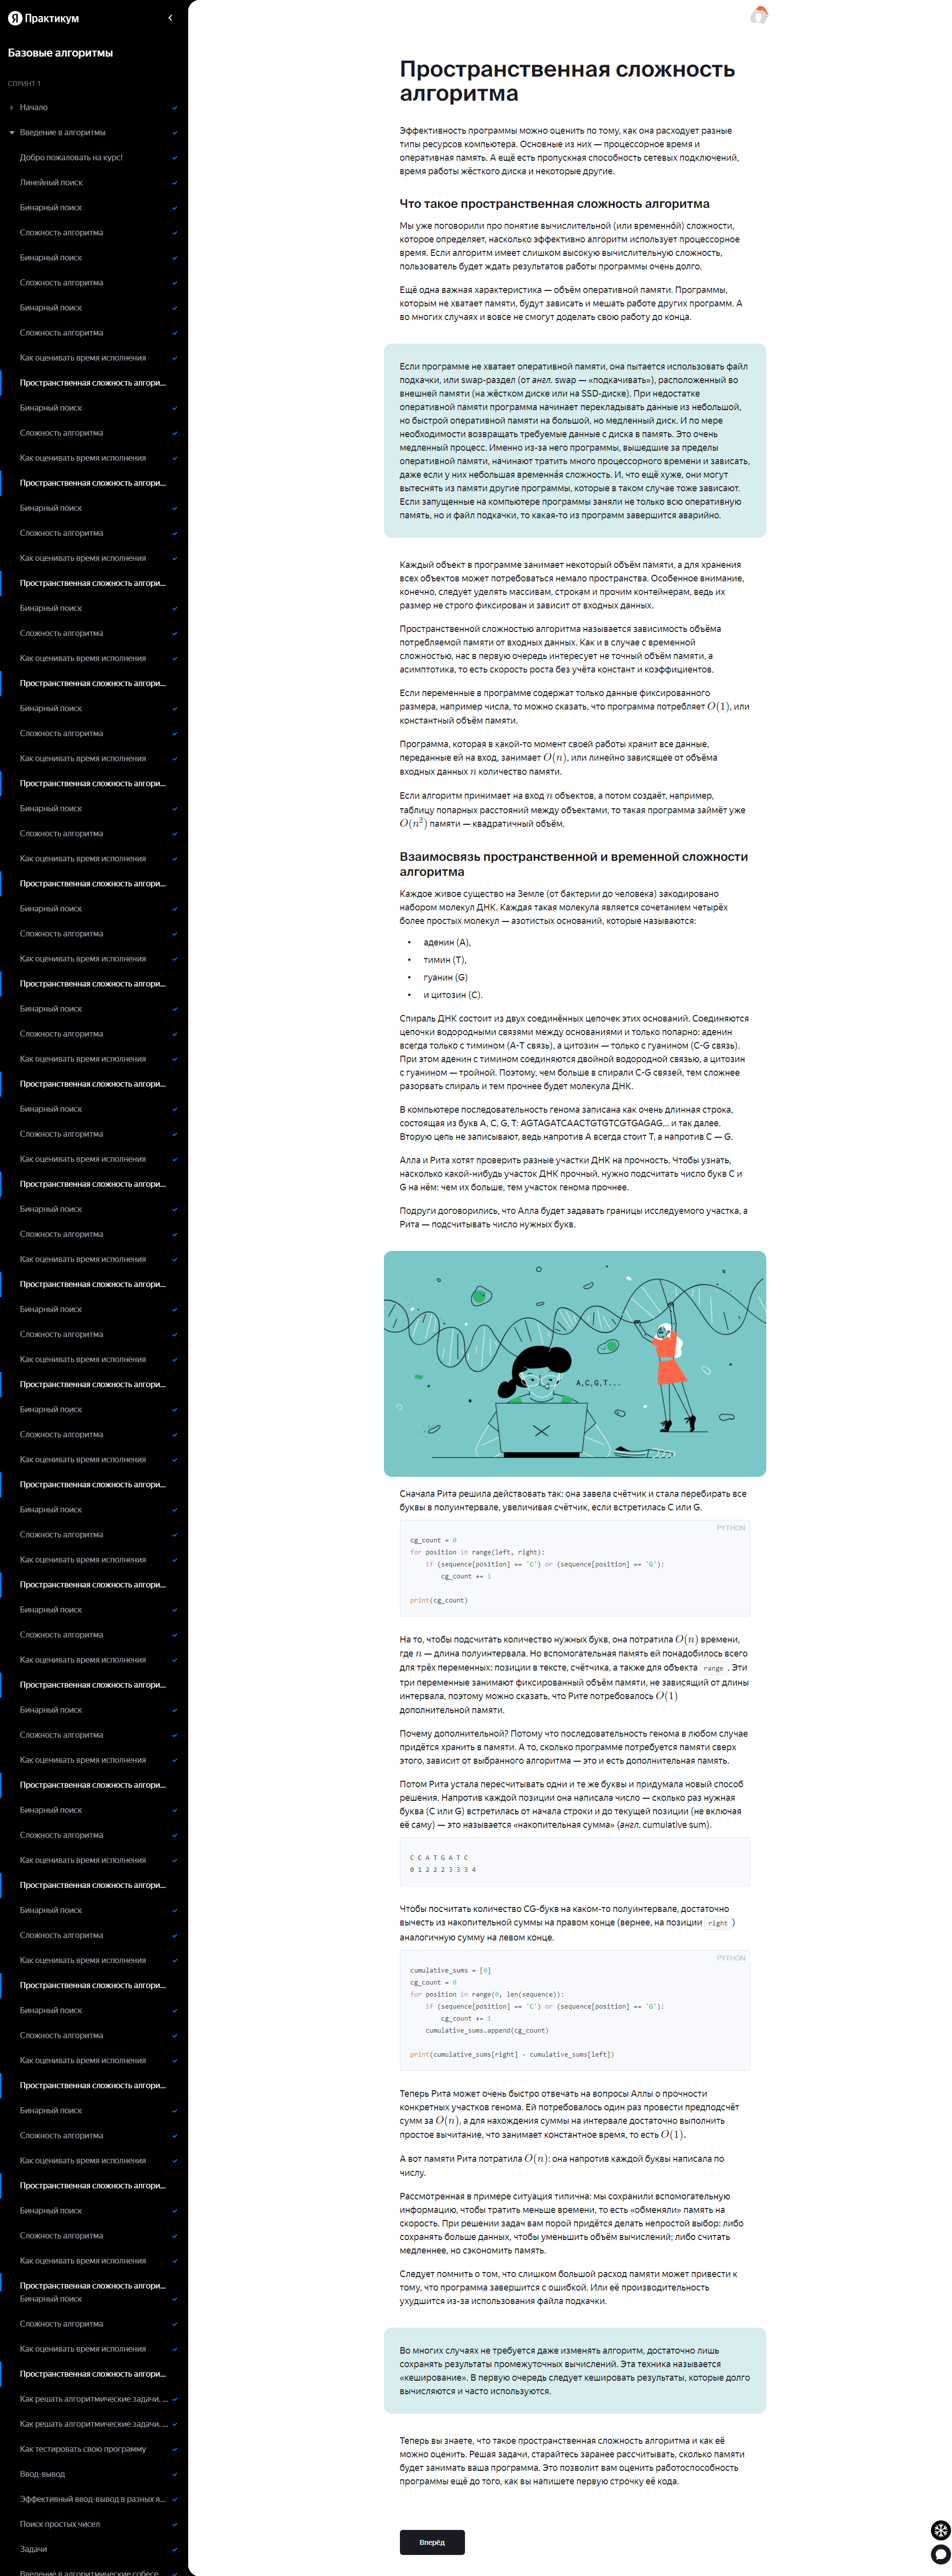 Практикум
Базовые алгоритмы
СПРИНТ 1
Начало
Введение в алгоритмы
Добро пожаловать на курс!
Линейный поиск
Бинарный поиск
Сложность алгоритма
Бинарный поиск
Сложность алгоритма
Бинарный поиск
Сложность алгоритма
Как оценивать время исполнения
Пространственная сложность алгори...
Бинарный поиск
Сложность алгоритма
Как оценивать время исполнения
Пространственная сложность алгори...
Бинарный поиск
Сложность алгоритма
Как оценивать время исполнения
Пространственная сложность алгори...
Бинарный поиск
Сложность алгоритма
Как оценивать время исполнения
Пространственная сложность алгори...
Бинарный поиск
Сложность алгоритма
Как оценивать время исполнения
Пространственная сложность алгори...
Бинарный поиск
Сложность алгоритма
Как оценивать время исполнения
Пространственная сложность алгори...
Бинарный поиск
Сложность алгоритма
Как оценивать время исполнения
Пространственная сложность алгори...
Бинарный поиск
Сложность алгоритма
Как оценивать время исполнения
Пространственная сложность алгори...
Бинарный поиск
Сложность алгоритма
Как оценивать время исполнения
Пространственная сложность алгори...
Бинарный поиск
Сложность алгоритма
Как оценивать время исполнения
Пространственная сложность алгори...
Бинарный поиск
Сложность алгоритма
Как оценивать время исполнения
Пространственная сложность алгори...
Бинарный поиск
Сложность алгоритма
Как оценивать время исполнения
Пространственная сложность алгори...
Бинарный поиск
Сложность алгоритма
Как оценивать время исполнения
Пространственная сложность алгори...
Бинарный поиск
Сложность алгоритма
Как оценивать время исполнения
Пространственная сложность алгори...
Бинарный поиск
Сложность алгоритма
Как оценивать время исполнения
Пространственная сложность алгори...
Бинарный поиск
Сложность алгоритма
Как оценивать время исполнения
Пространственная сложность алгори...
Бинарный поиск
Сложность алгоритма
Как оценивать время исполнения
Пространственная сложность алгори...
Бинарный поиск
Сложность алгоритма
Как оценивать время исполнения
Пространственная сложность алгори...
Бинарный поиск
Сложность алгоритма
Как оценивать время исполнения
Пространственная сложность алгори...
Бинарный поиск
Сложность алгоритма
Как оценивать время исполнения
Пространственная сложность алгори...
Бинарный поиск
Сложность алгоритма
Как оценивать время исполнения
Пространственная сложность алгори...
Как решать алгоритмические задачи. ...
Как решать алгоритмические задачи. ...
Как тестировать свою программу
Ввод-вывод
Эффективный ввод-вывод в разных я...
Поиск простых чисел
Задачи
Введение в алгоритмические собесе...
Пространственная сложность
алгоритма
Эффективность программы можно оценить по тому, как она расходует разные
типы ресурсов компьютера. Основные из них — процессорное время и
оперативная память. А ещё есть пропускная способность сетевых подключений,
время работы жёсткого диска и некоторые другие.
Что такое пространственная сложность алгоритма
Мы уже поговорили про понятие вычислительной (или временно́й) сложности,
которое определяет, насколько эффективно алгоритм использует процессорное
время. Если алгоритм имеет слишком высокую вычислительную сложность,
пользователь будет ждать результатов работы программы очень долго.
Ещё одна важная характеристика — объём оперативной памяти. Программы,
которым не хватает памяти, будут зависать и мешать работе других программ. А
во многих случаях и вовсе не смогут доделать свою работу до конца.
Если программе не хватает оперативной памяти, она пытается использовать файл
подкачки, или swap-раздел (от англ. swap — «подкачивать»), расположенный во
внешней памяти (на жёстком диске или на SSD-диске). При недостатке
оперативной памяти программа начинает перекладывать данные из небольшой,
но быстрой оперативной памяти на большой, но медленный диск. И по мере
необходимости возвращать требуемые данные с диска в память. Это очень
медленный процесс. Именно из-за него программы, вышедшие за пределы
оперативной памяти, начинают тратить много процессорного времени и зависать,
даже если у них небольшая временна́я сложность. И, что ещё хуже, они могут
вытеснять из памяти другие программы, которые в таком случае тоже зависают.
Если запущенные на компьютере программы заняли не только всю оперативную
память, но и файл подкачки, то какая-то из программ завершится аварийно.
Каждый объект в программе занимает некоторый объём памяти, а для хранения
всех объектов может потребоваться немало пространства. Особенное внимание,
конечно, следует уделять массивам, строкам и прочим контейнерам, ведь их
размер не строго фиксирован и зависит от входных данных.
Пространственной сложностью алгоритма называется зависимость объёма
потребляемой памяти от входных данных. Как и в случае с временной
сложностью, нас в первую очередь интересует не точный объём памяти, а
асимптотика, то есть скорость роста без учёта констант и коэффициентов.
Если переменные в программе содержат только данные фиксированного
размера, например числа, то можно сказать, что программа потребляет O(1), или
константный объём памяти.
Программа, которая в какой-то момент своей работы хранит все данные,
переданные ей на вход, занимает O(n), или линейно зависящее от объёма
входных данных n количество памяти.
Если алгоритм принимает на вход n объектов, а потом создаёт, например,
таблицу попарных расстояний между объектами, то такая программа займёт уже
O(n²) памяти — квадратичный объём.
Взаимосвязь пространственной и временной сложности
алгоритма
Каждое живое существо на Земле (от бактерии до человека) закодировано
набором молекул ДНК. Каждая такая молекула является сочетанием четырёх
более простых молекул — азотистых оснований, которые называются:
• аденин (A),
• тимин (T),
• гуанин (G)
• и цитозин (C).
Спираль ДНК состоит из двух соединённых цепочек этих оснований. Соединяются
цепочки водородными связями между основаниями и только попарно: аденин
всегда только с тимином (A-T связь), а цитозин — только с гуанином (C-G связь).
При этом аденин с тимином соединяются двойной водородной связью, а цитозин
с гуанином — тройной. Поэтому, чем больше в спирали C-G связей, тем сложнее
разорвать спираль и тем прочнее будет молекула ДНК.
В компьютере последовательность генома записана как очень длинная строка,
состоящая из букв A, C, G, T: AGTAGATCAACTGTGTCGTGAGAG... и так далее.
Вторую цепь не записывают, ведь напротив A всегда стоит T, а напротив C — G.
Алла и Рита хотят проверить разные участки ДНК на прочность. Чтобы узнать,
насколько какой-нибудь участок ДНК прочный, нужно подсчитать число букв C и
G на нём: чем их больше, тем участок генома прочнее.
Подруги договорились, что Алла будет задавать границы исследуемого участка, а
Рита — подсчитывать число нужных букв.
A,C,G,T...
Сначала Рита решила действовать так: она завела счётчик и стала перебирать все
буквы в полуинтервале, увеличивая счётчик, если встретилась C или G.
PYTHON
cg_count = 0
for position in range(left, right):
    if (sequence[position] == 'C') or (sequence[position] == 'G'):
        cg_count += 1
print(cg_count)
На то, чтобы подсчитать количество нужных букв, она потратила O(n) времени,
где n — длина полуинтервала. Но вспомогательная память ей понадобилось всего
для трёх переменных: позиции в тексте, счётчика, а также для объекта range. Эти
три переменные занимают фиксированный объём памяти, не зависящий от длины
интервала, поэтому можно сказать, что Рите потребовалось O(1)
дополнительной памяти.
Почему дополнительной? Потому что последовательность генома в любом случае
придётся хранить в памяти. А то, сколько программе потребуется памяти сверх
этого, зависит от выбранного алгоритма — это и есть дополнительная память.
Потом Рита устала пересчитывать одни и те же буквы и придумала новый способ
решения. Напротив каждой позиции она написала число — сколько раз нужная
буква (C или G) встретилась от начала строки и до текущей позиции (не включая
её саму) — это называется «накопительная сумма» (англ. cumulative sum).
C C A T G A T C
0 1 2 2 2 3 3 3 4
Чтобы посчитать количество CG-букв на каком-то полуинтервале, достаточно
вычесть из накопительной суммы на правом конце (вернее, на позиции right)
аналогичную сумму на левом конце.
PYTHON
cumulative_sums = [0]
cg_count = 0
for position in range(0, len(sequence)):
    if (sequence[position] == 'C') or (sequence[position] == 'G'):
        cg_count += 1
    cumulative_sums.append(cg_count)
print(cumulative_sums[right] - cumulative_sums[left])
Теперь Рита может очень быстро отвечать на вопросы Аллы о прочности
конкретных участков генома. Ей потребовалось один раз провести предподсчёт
сумм за O(n), а для нахождения суммы на интервале достаточно выполнить
простое вычитание, что занимает константное время, то есть O(1).
А вот памяти Рита потратила O(n): она напротив каждой буквы написала по
числу.
Рассмотренная в примере ситуация типична: мы сохранили вспомогательную
информацию, чтобы тратить меньше времени, то есть «обменяли» память на
скорость. При решении задач вам порой придётся делать непростой выбор: либо
сохранять больше данных, чтобы уменьшить объём вычислений; либо считать
медленнее, но сэкономить память.
Следует помнить о том, что слишком большой расход памяти может привести к
тому, что программа завершится с ошибкой. Или её производительность
ухудшится из-за использования файла подкачки.
Во многих случаях не требуется даже изменять алгоритм, достаточно лишь
сохранять результаты промежуточных вычислений. Эта техника называется
«кеширование». В первую очередь следует кешировать результаты, которые долго
вычисляются и часто используются.
Теперь вы знаете, что такое пространственная сложность алгоритма и как её
можно оценить. Решая задачи, старайтесь заранее рассчитывать, сколько памяти
будет занимать ваша программа. Это позволит вам оценить работоспособность
программы ещё до того, как вы напишете первую строчку её кода.
Вперёд